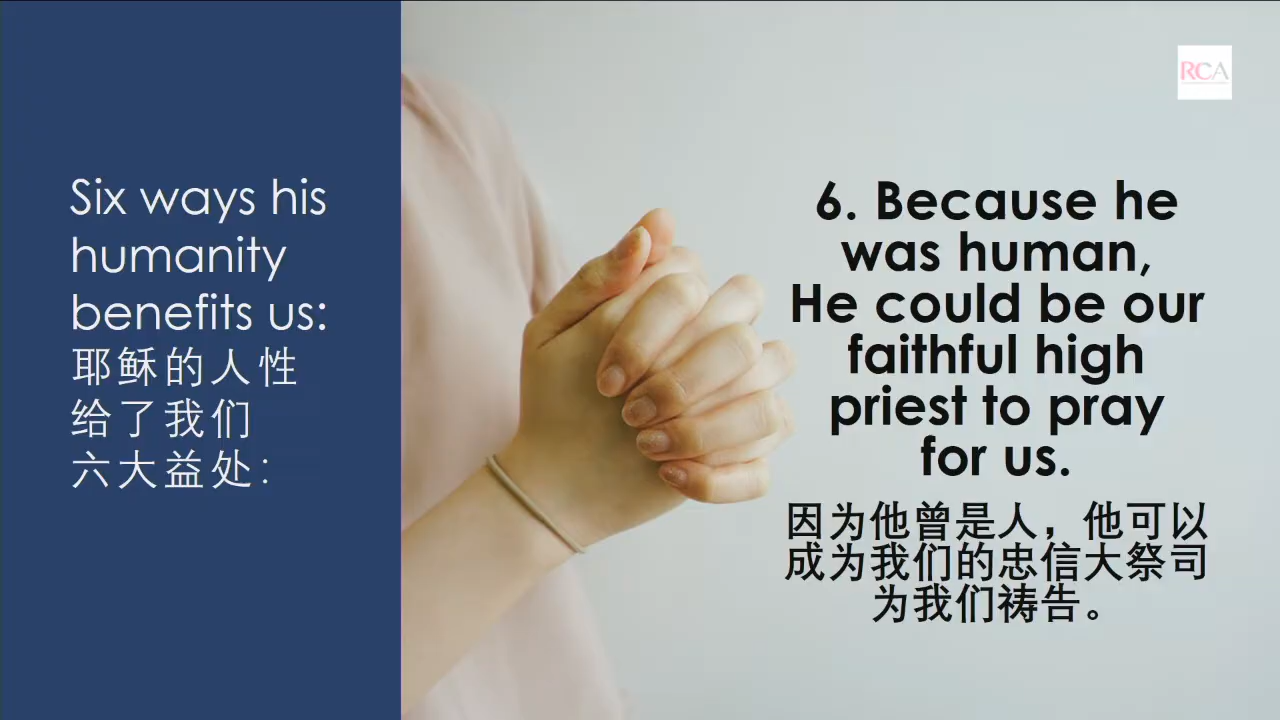 Six ways his
humanity
benefits us:
耶稣的人性
给了我们
六大益处：
RCA
6. Because he
was human,
He could be our
faithful high
priest to pray
for us.
因为他曾是人，他可以
成为我们的忠信大祭司
为我们祷告。